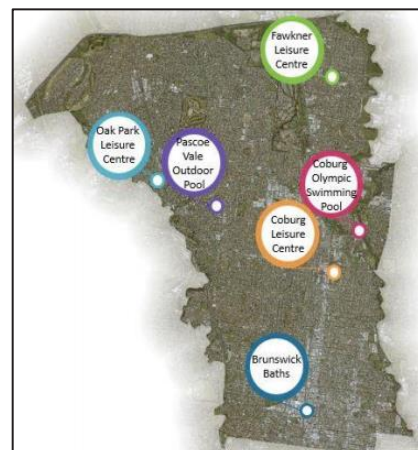 Fawkner
Leisure
Centre
Oak Park
Leisure
Centre
Pascoe
Vale
Outdoor
Pool
Coburg
Olympic
Swimming
Pool
Coburg
Leisure
Centre
Brunswick
Baths